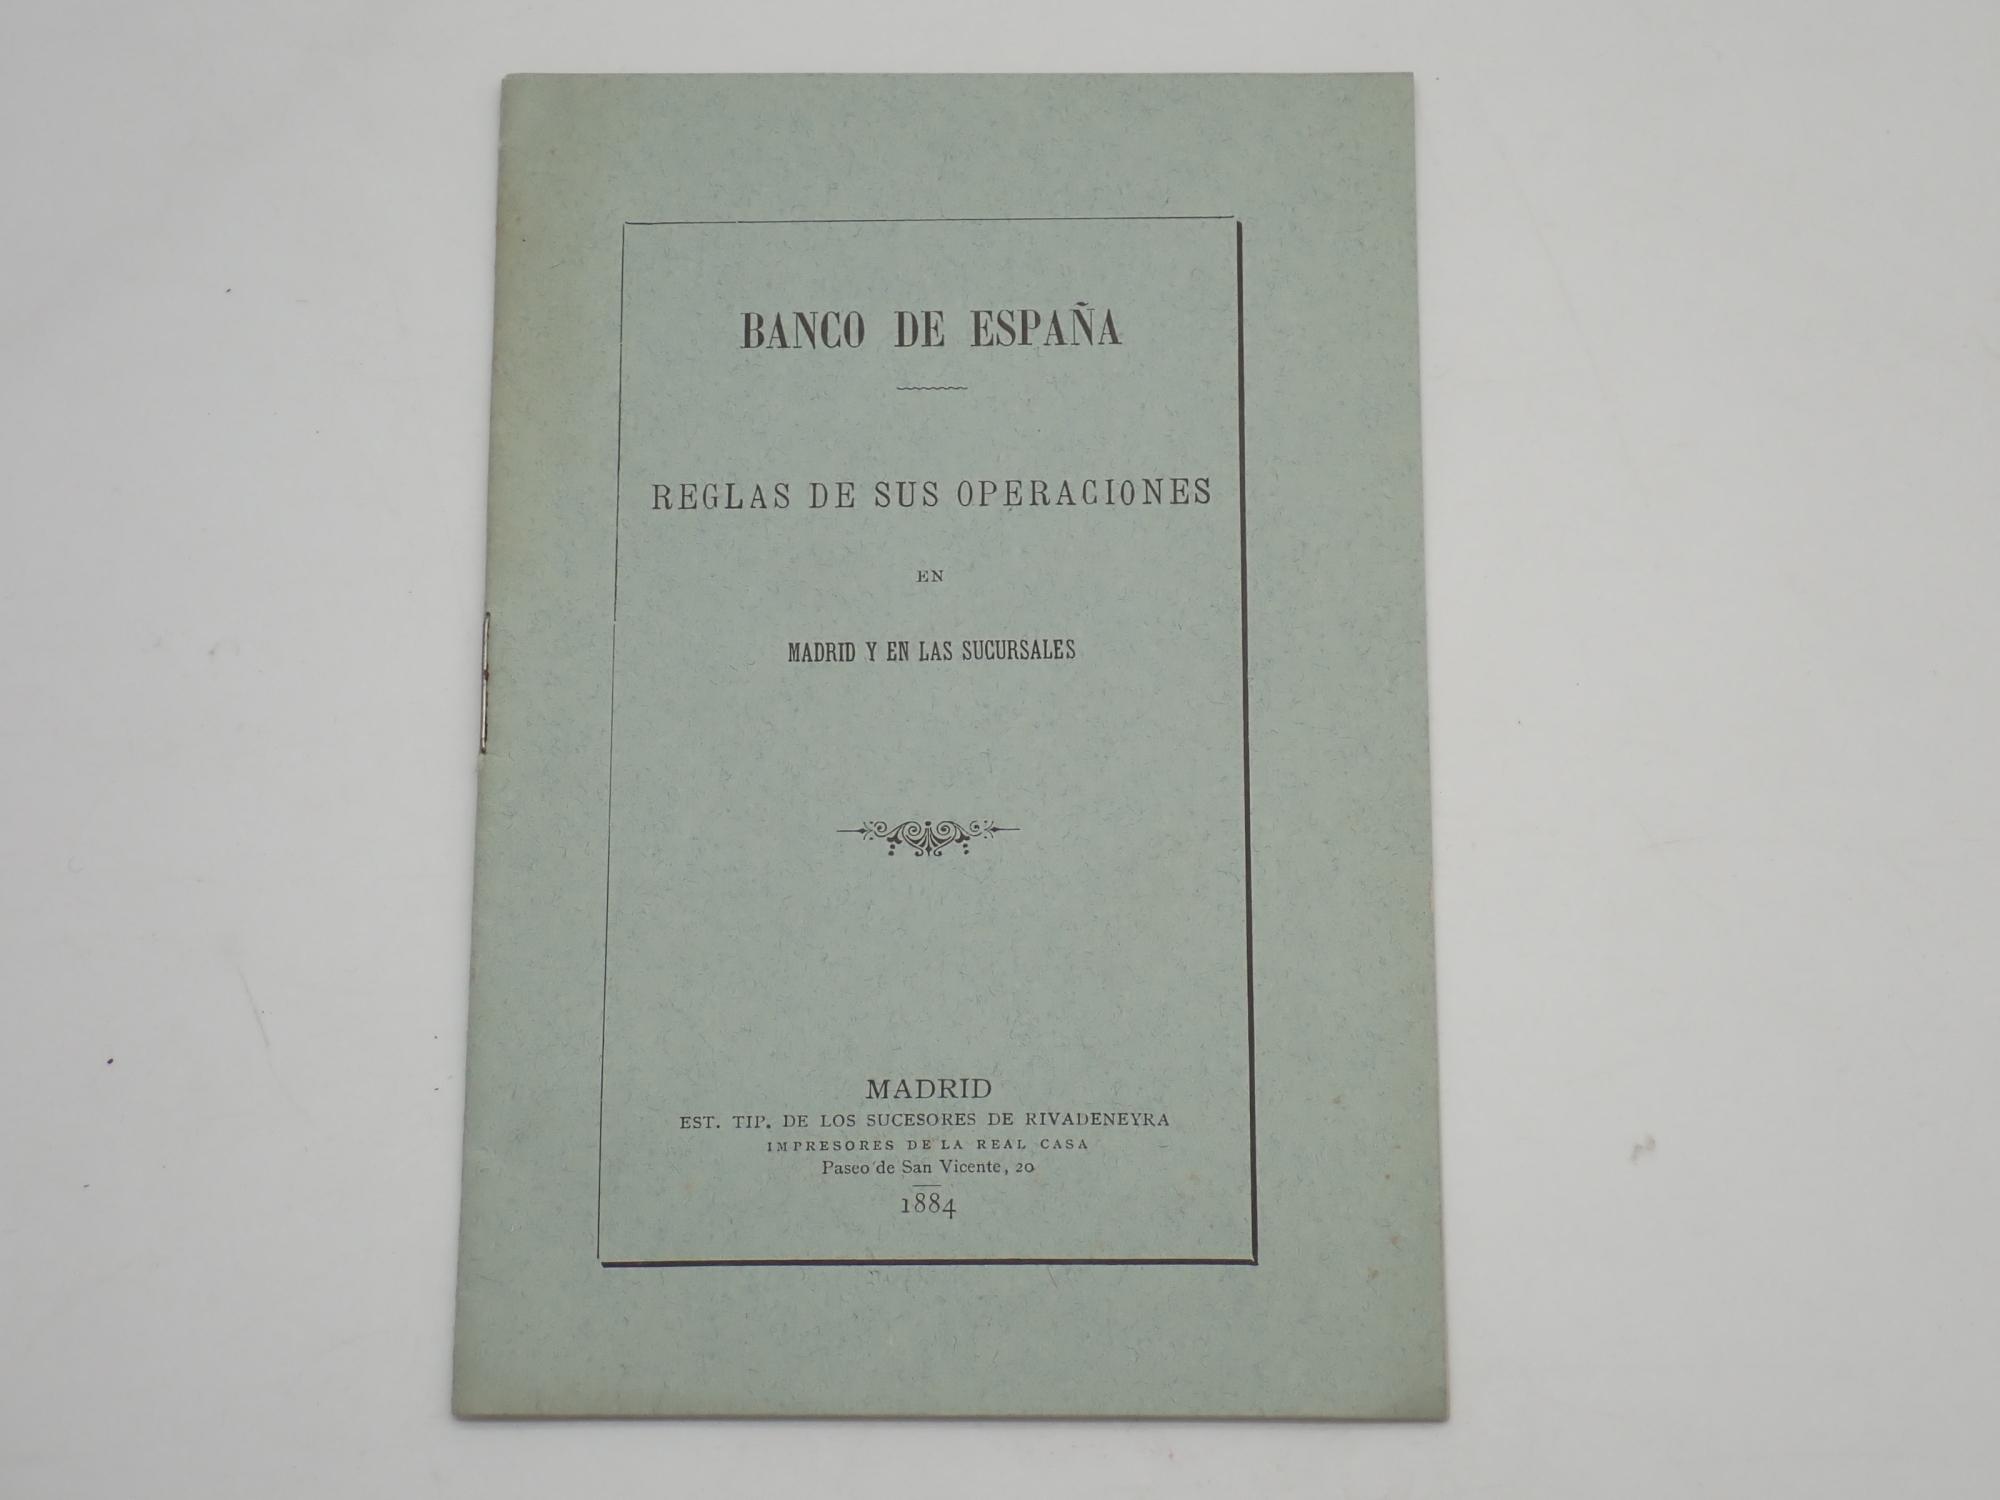 BANCO DE ESPAÑA
REGLAS DE SUS OPERACIONES
EN
MADRID Y EN LAS SUCURSALES
MADRID
EST. TIP. DE LOS SUCESORES DE RIVADENEYRA
IMPRESORES DE LA REAL CASA
Paseo de San Vicente, 20
1884